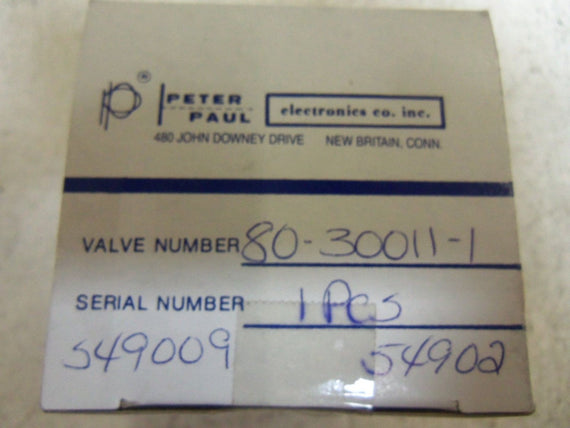 ®
PETER
PAUL
electronics co. inc.
480 JOHN DOWNEY DRIVE NEW BRITAIN, CONN.
VALVE NUMBER 80-30011-1
SERIAL NUMBER 1 Pcs
549009 54902